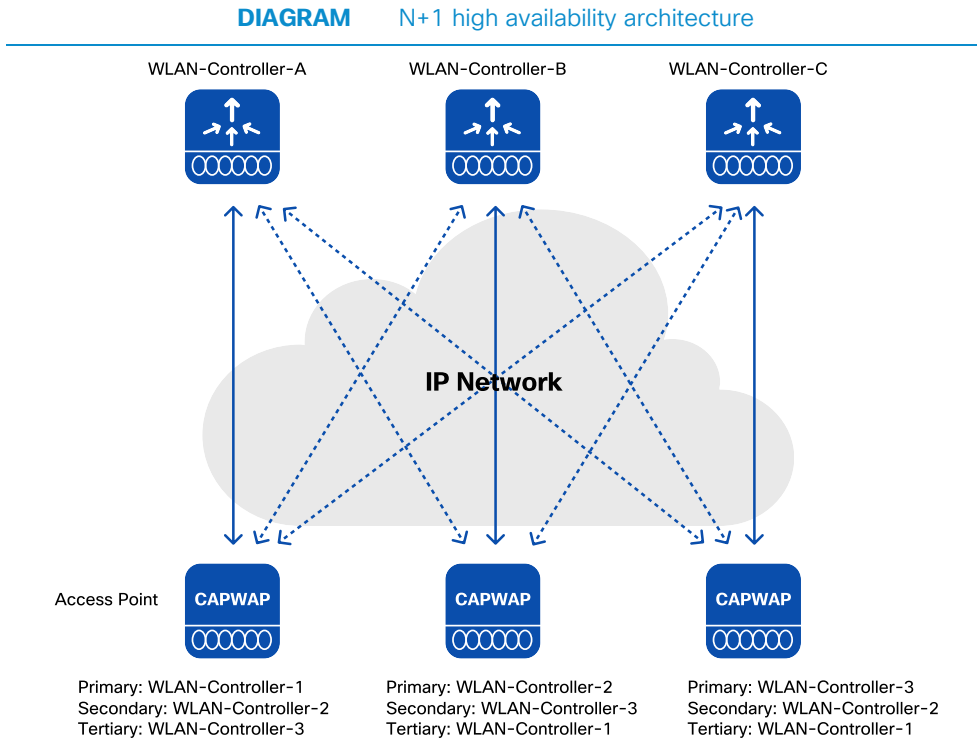 DIAGRAM N+1 high availability architecture
WLAN-Controller-A
WLAN-Controller-B
WLAN-Controller-C
IP Network
Access Point
CAPWAP
CAPWAP
CAPWAP
Primary: WLAN-Controller-1
Secondary: WLAN-Controller-2
Tertiary: WLAN-Controller-3
Primary: WLAN-Controller-2
Secondary: WLAN-Controller-3
Tertiary: WLAN-Controller-1
Primary: WLAN-Controller-3
Secondary: WLAN-Controller-2
Tertiary: WLAN-Controller-1